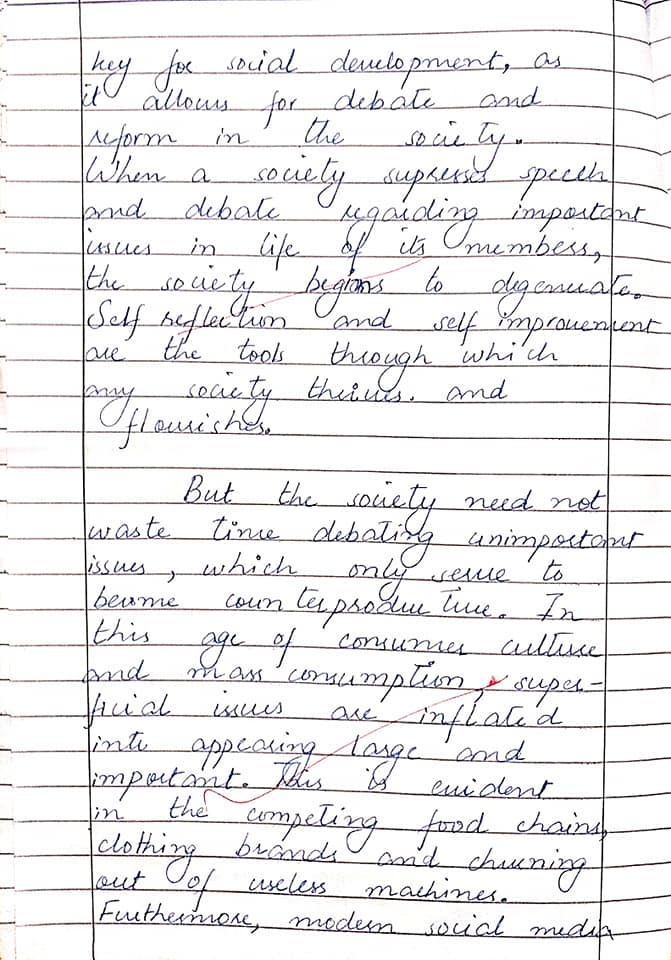 key for social development, as
it allows for debate and
reform in the society.
When a society supresses speech
and debate regarding important
issues in life of its members,
the society begins to degenerate.
Self reflection and self improvement
are the tools through which
any society thrives. and
flourishes.
But the society need not
waste time debating unimportant
issues, which only serve to
become counterproductive. In
this age of consumer culture
and mass consumption, super-
ficial issues are inflated
into appearing large and
important. This is evident
in the competing food chains,
clothing brands and churning
out of useless machines.
Furthermore, modern social media